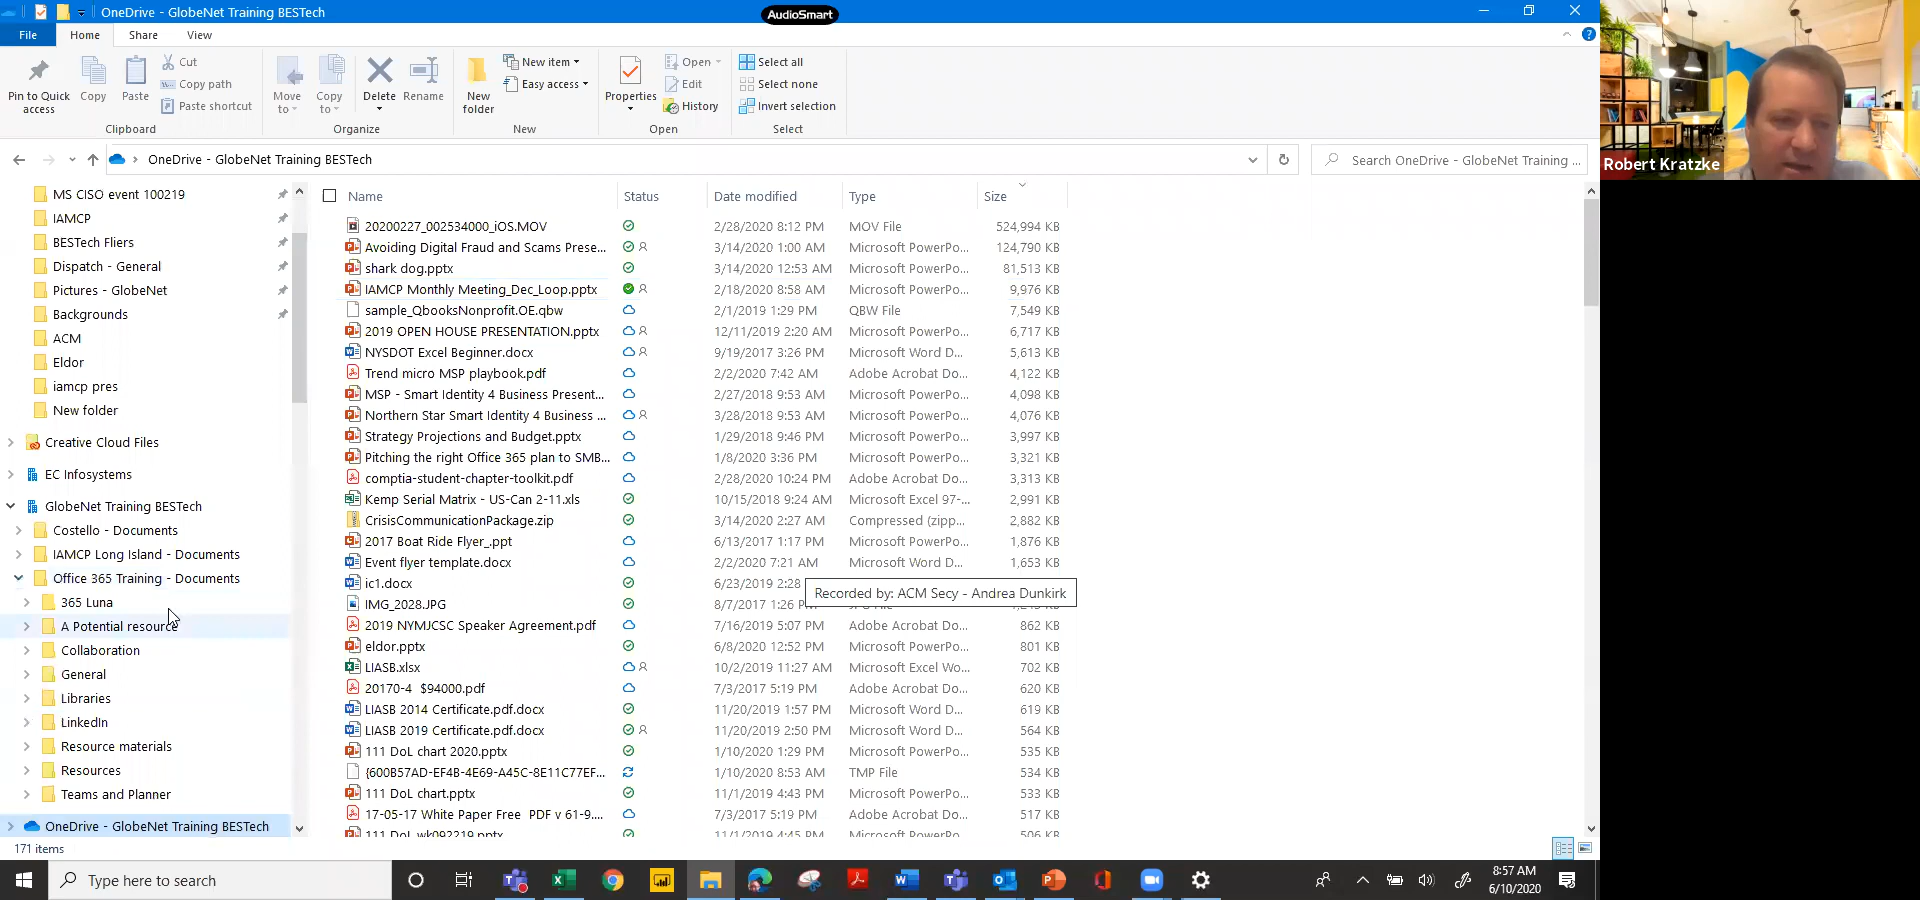 OneDrive - GlobeNet Training BESTech
AudioSmart
File
Home
Share
View
Pin to Quick access
Copy
Paste
Cut
Copy path
Paste shortcut
Clipboard
Move to
Copy to
Delete
Rename
Organize
New folder
New item
Easy access
New
Properties
Open
Edit
History
Open
Select all
Select none
Invert selection
Select
OneDrive - GlobeNet Training BESTech
Search OneDrive - GlobeNet Training ...
Robert Kratzke
MS CISO event 100219
IAMCP
BESTech Fliers
Dispatch - General
Pictures - GlobeNet
Backgrounds
ACM
Eldor
iamcp pres
New folder
Creative Cloud Files
EC Infosystems
GlobeNet Training BESTech
Costello - Documents
IAMCP Long Island - Documents
Office 365 Training - Documents
365 Luna
A Potential resource
Collaboration
General
Libraries
LinkedIn
Resource materials
Resources
Teams and Planner
OneDrive - GlobeNet Training BESTech
Name Status Date modified Type Size
20200227_002534000_iOS.MOV 2/28/2020 8:12 PM MOV File 524,994 KB
Avoiding Digital Fraud and Scams Prese... 3/14/2020 1:00 AM Microsoft PowerPo... 124,790 KB
shark dog.pptx 3/14/2020 12:53 AM Microsoft PowerPo... 81,513 KB
IAMCP Monthly Meeting_Dec_Loop.pptx 2/18/2020 8:58 AM Microsoft PowerPo... 9,976 KB
sample_QbooksNonprofit.OE.qbw 2/1/2019 1:29 PM QBW File 7,549 KB
2019 OPEN HOUSE PRESENTATION.pptx 12/11/2019 2:20 AM Microsoft PowerPo... 6,717 KB
NYSDOT Excel Beginner.docx 9/19/2017 3:26 PM Microsoft Word D... 5,613 KB
Trend micro MSP playbook.pdf 2/2/2020 7:42 AM Adobe Acrobat Do... 4,122 KB
MSP - Smart Identity 4 Business Present... 2/27/2018 9:53 AM Microsoft PowerPo... 4,098 KB
Northern Star Smart Identity 4 Business ... 3/28/2018 9:53 AM Microsoft PowerPo... 4,076 KB
Strategy Projections and Budget.pptx 1/29/2018 9:46 PM Microsoft PowerPo... 3,997 KB
Pitching the right Office 365 plan to SMB... 1/8/2020 3:36 PM Microsoft PowerPo... 3,321 KB
comptia-student-chapter-toolkit.pdf 2/28/2020 10:24 PM Adobe Acrobat Do... 3,313 KB
Kemp Serial Matrix - US-Can 2-11.xls 10/15/2018 9:24 AM Microsoft Excel 97-... 2,991 KB
CrisisCommunicationPackage.zip 3/14/2020 2:27 AM Compressed (zipp... 2,882 KB
2017 Boat Ride Flyer_.ppt 6/13/2017 1:17 PM Microsoft PowerPo... 1,876 KB
Event flyer template.docx 2/2/2020 7:21 AM Microsoft Word D... 1,653 KB
ic1.docx 6/23/2019 2:28
Recorded by: ACM Secy - Andrea Dunkirk
IMG_2028.JPG 8/7/2017 1:26
2019 NYMJCSC Speaker Agreement.pdf 7/16/2019 5:07 PM Adobe Acrobat Do... 862 KB
eldor.pptx 6/8/2020 12:52 PM Microsoft PowerPo... 801 KB
LIASB.xlsx 10/2/2019 11:27 AM Microsoft Excel Wo... 702 KB
20170-4 $94000.pdf 7/3/2017 5:19 PM Adobe Acrobat Do... 620 KB
LIASB 2014 Certificate.pdf.docx 11/20/2019 1:57 PM Microsoft Word D... 619 KB
LIASB 2019 Certificate.pdf.docx 11/20/2019 2:50 PM Microsoft Word D... 564 KB
111 DoL chart 2020.pptx 1/10/2020 1:29 PM Microsoft PowerPo... 535 KB
{600B57AD-EF4B-4E69-A45C-8E11C77EF... 1/10/2020 8:53 AM TMP File 534 KB
111 DoL chart.pptx 11/1/2019 4:43 PM Microsoft PowerPo... 533 KB
17-05-17 White Paper Free PDF v 61-9.... 7/3/2017 5:19 PM Adobe Acrobat Do... 517 KB
111 DoL wk092219.pptx 11/1/2019 4:45 PM Microsoft PowerPo... 506 KB
171 items
Type here to search
8:57 AM
6/10/2020